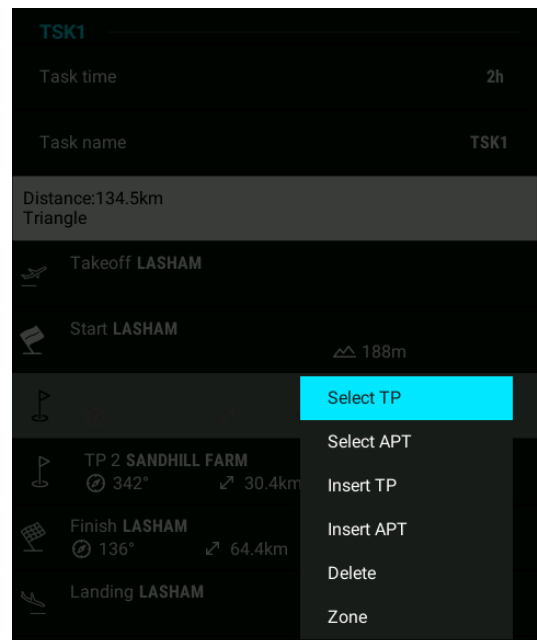 TSK1
Task time 2h
Task name TSK1
Distance:134.5km
Triangle
Takeoff LASHAM
Start LASHAM
188m
Select TP
Select APT
TP 2 SANDHILL FARM
342° 30.4km
Insert TP
Insert APT
Finish LASHAM
136° 64.4km
Delete
Landing LASHAM
Zone